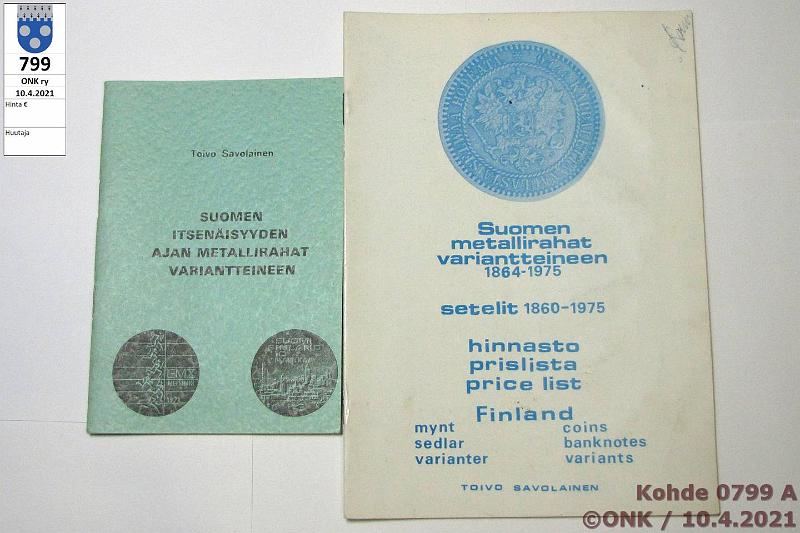 799
ONK ry
10.4.2021
Hinta €
Huutaja
Toivo Savolainen
SUOMEN
ITSENÄISYYDEN
AJAN METALLIRAHAT
VARIANTTEINEEN
Suomen
metallirahat
variantteineen
1864-1975
setelit 1860-1975
hinnasto
prislista
price list
Finland
mynt coins
sedlar banknotes
varianter variants
TOIVO SAVOLAINEN
Kohde 0799 A
©ONK / 10.4.2021